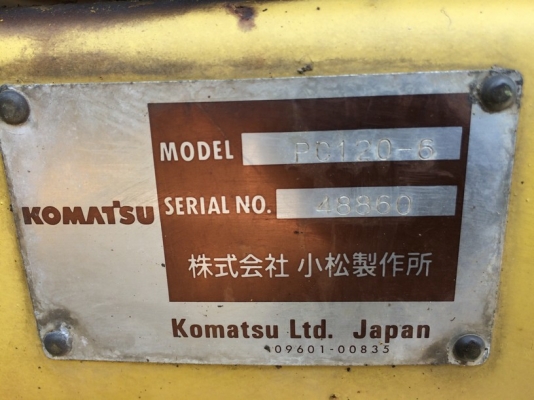 MODEL PC120-6
KOMATSU SERIAL NO. 48860
株式会社 小松製作所
Komatsu Ltd. Japan
09601-00835